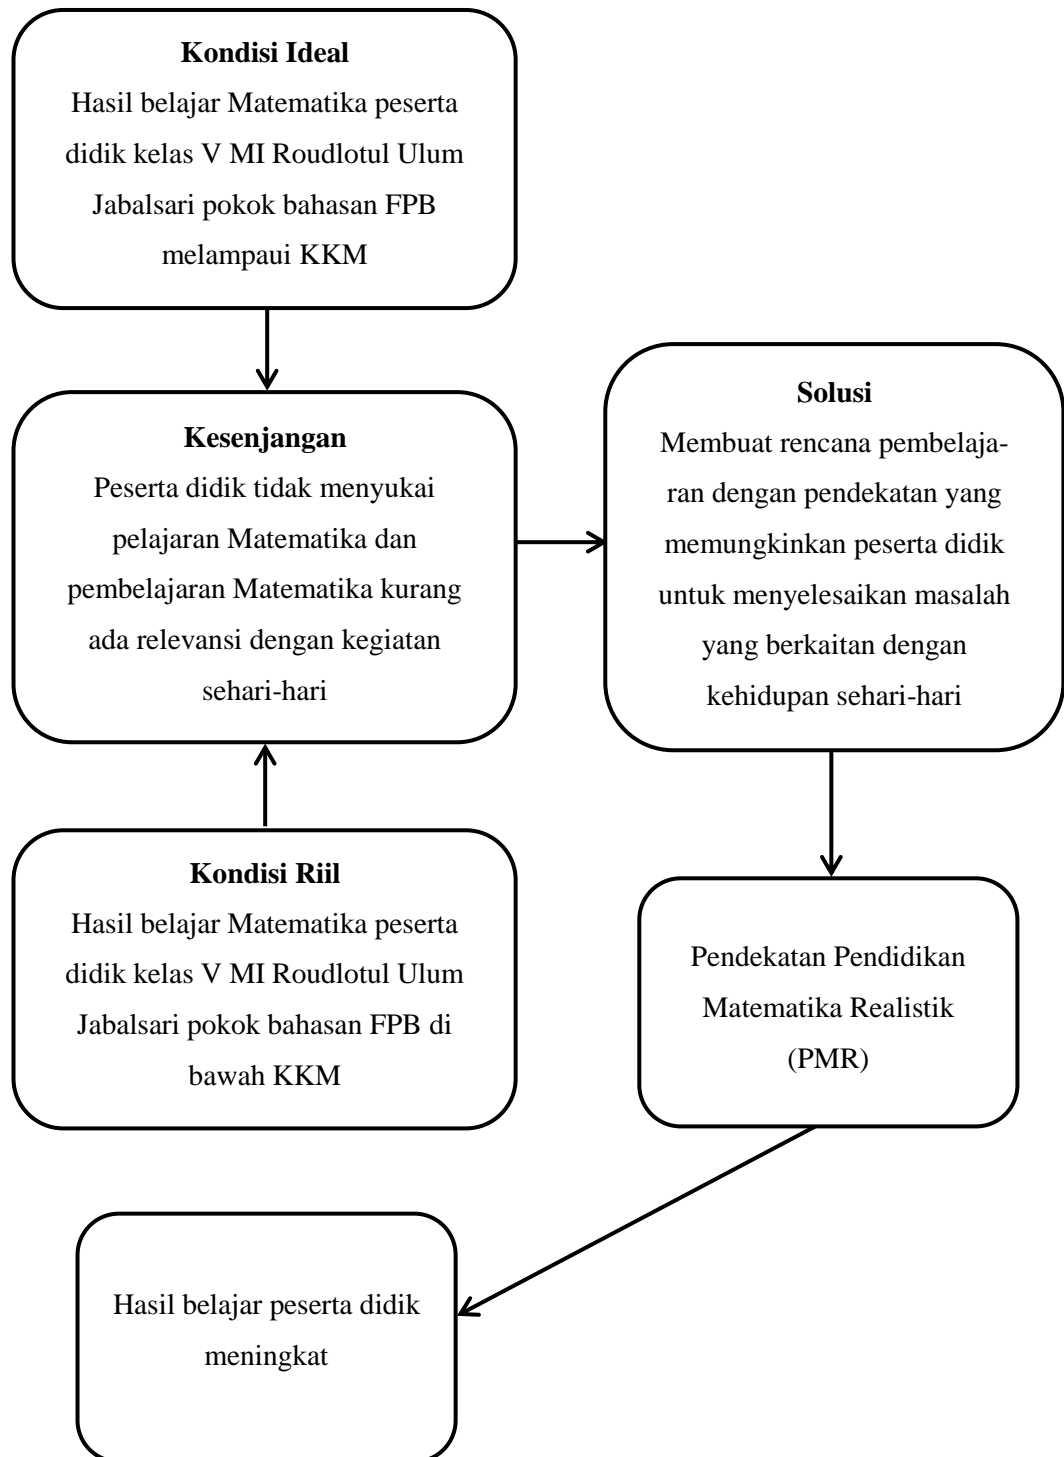 Kondisi Ideal
Hasil belajar Matematika peserta
didik kelas V MI Roudlotul Ulum
Jabalsari pokok bahasan FPB
melampaui KKM
Kesenjangan
Peserta didik tidak menyukai
pelajaran Matematika dan
pembelajaran Matematika kurang
ada relevansi dengan kegiatan
sehari-hari
Solusi
Membuat rencana pembelaja-
ran dengan pendekatan yang
memungkinkan peserta didik
untuk menyelesaikan masalah
yang berkaitan dengan
kehidupan sehari-hari
Kondisi Riil
Hasil belajar Matematika peserta
didik kelas V MI Roudlotul Ulum
Jabalsari pokok bahasan FPB di
bawah KKM
Pendekatan Pendidikan
Matematika Realistik
(PMR)
Hasil belajar peserta didik
meningkat